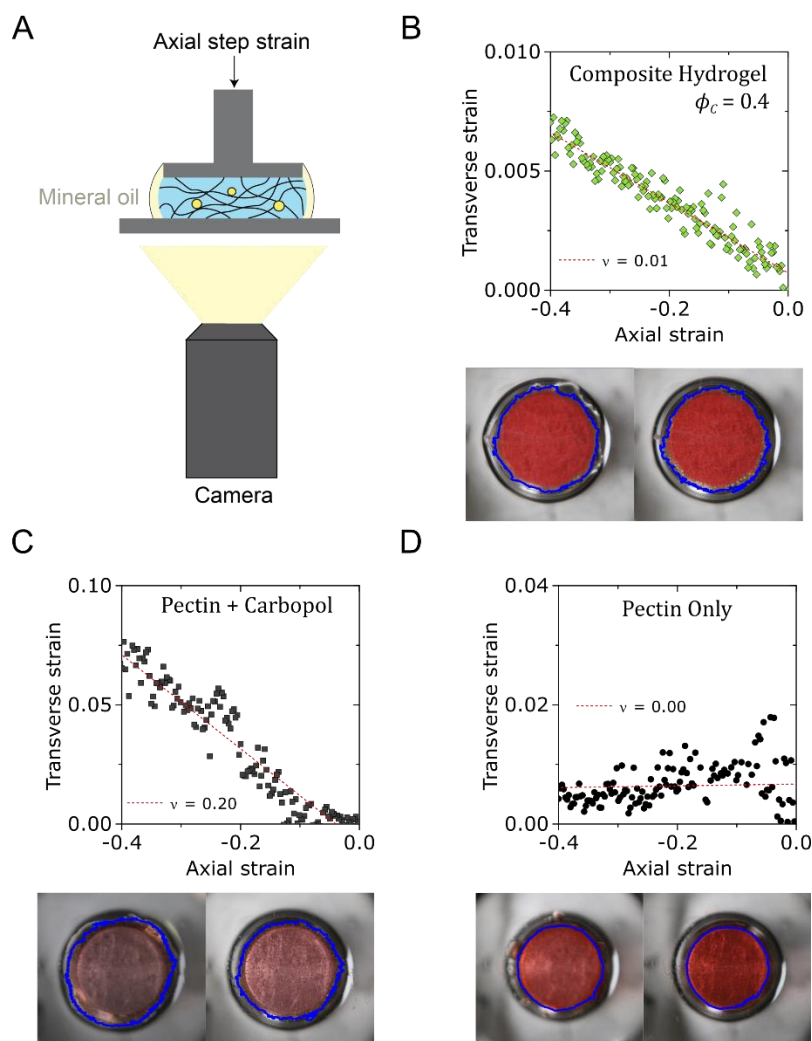 A
Axial step strain
Mineral oil
Camera
B
0.010
0.005
0.000
Transverse strain
Composite Hydrogel
ϕC = 0.4
ν = 0.01
-0.4
-0.2
0.0
Axial strain
C
0.10
0.05
0.00
Transverse strain
Pectin + Carbopol
ν = 0.20
-0.4
-0.2
0.0
Axial strain
D
0.04
0.02
0.00
Transverse strain
Pectin Only
ν = 0.00
-0.4
-0.2
0.0
Axial strain